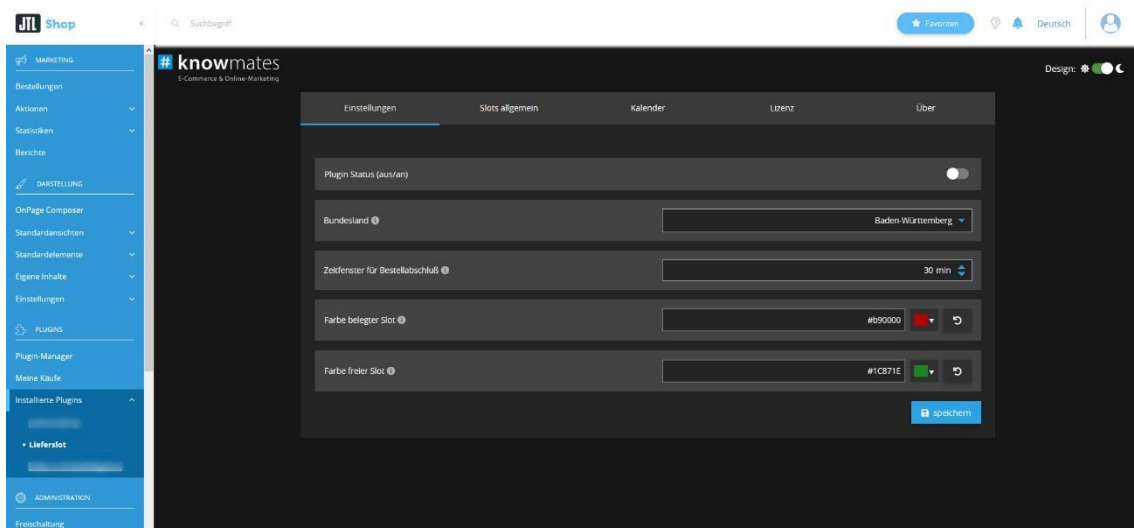 JTL Shop
«
Suchbegriff
Favoriten
Deutsch
MARKETING
Bestellungen
Aktionen
Statistiken
Berichte
DARSTELLUNG
OnPage Composer
Standardansichten
Standardelemente
Eigene Inhalte
Einstellungen
PLUGINS
Plugin-Manager
Meine Käufe
Installierte Plugins
• Lieferslot
ADMINISTRATION
Freischaltung
# knowmates
E-Commerce & Online-Marketing
Design:
Einstellungen
Slots allgemein
Kalender
Lizenz
Über
Plugin Status (aus/an)
Bundesland
Baden-Württemberg
Zeitfenster für Bestellabschluß
30 min
Farbe belegter Slot
#b90000
Farbe freier Slot
#1C871E
speichern